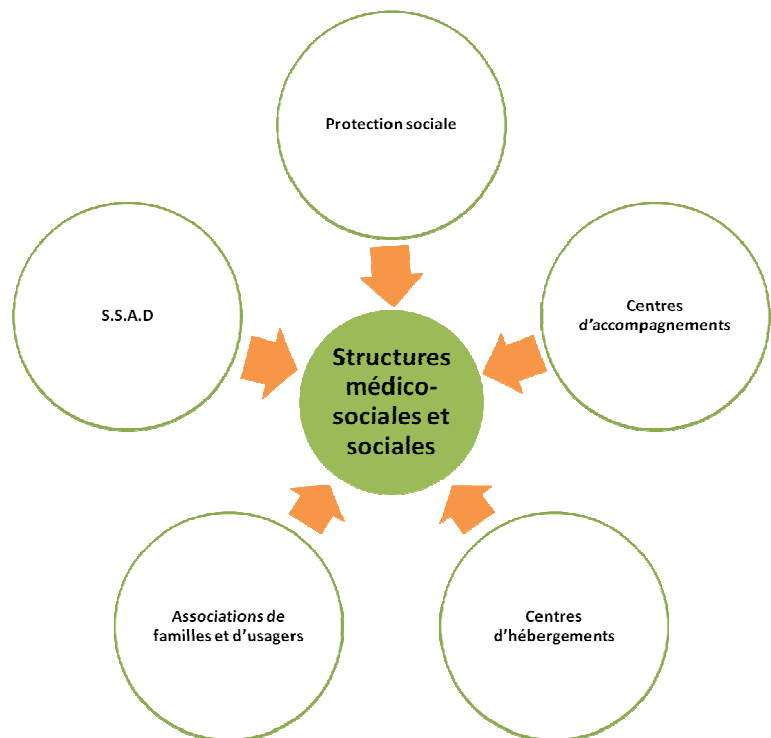 Protection sociale
S.S.A.D
Centres
d'accompagnements
Structures
médico-
sociales et
sociales
Associations de
familles et d'usagers
Centres
d'hébergements